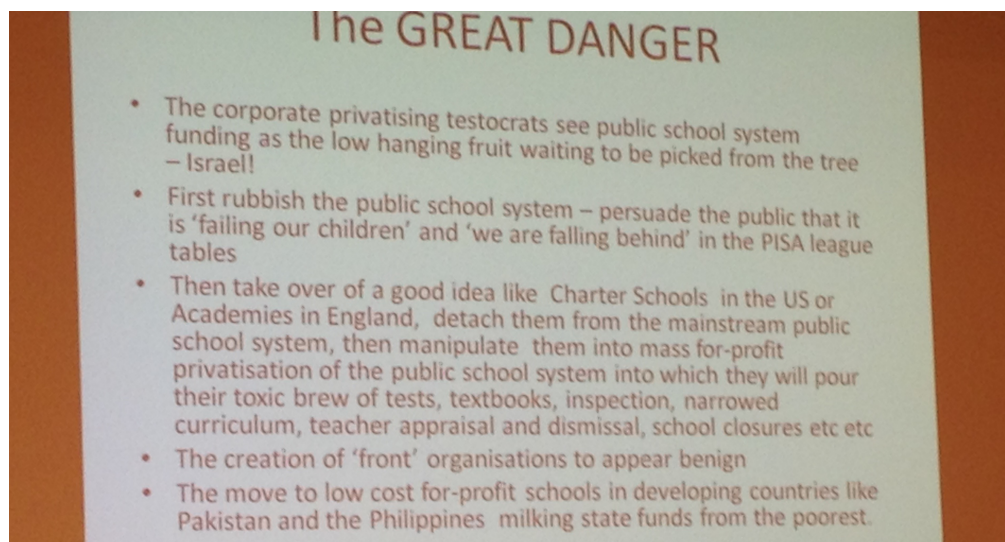 The GREAT DANGER
• The corporate privatising testocrats see public school system
funding as the low hanging fruit waiting to be picked from the tree
– Israel!
• First rubbish the public school system – persuade the public that it
is ‘failing our children’ and ‘we are falling behind’ in the PISA league
tables
• Then take over of a good idea like Charter Schools in the US or
Academies in England, detach them from the mainstream public
school system, then manipulate them into mass for-profit
privatisation of the public school system into which they will pour
their toxic brew of tests, textbooks, inspection, narrowed
curriculum, teacher appraisal and dismissal, school closures etc etc
• The creation of ‘front’ organisations to appear benign
• The move to low cost for-profit schools in developing countries like
Pakistan and the Philippines milking state funds from the poorest.